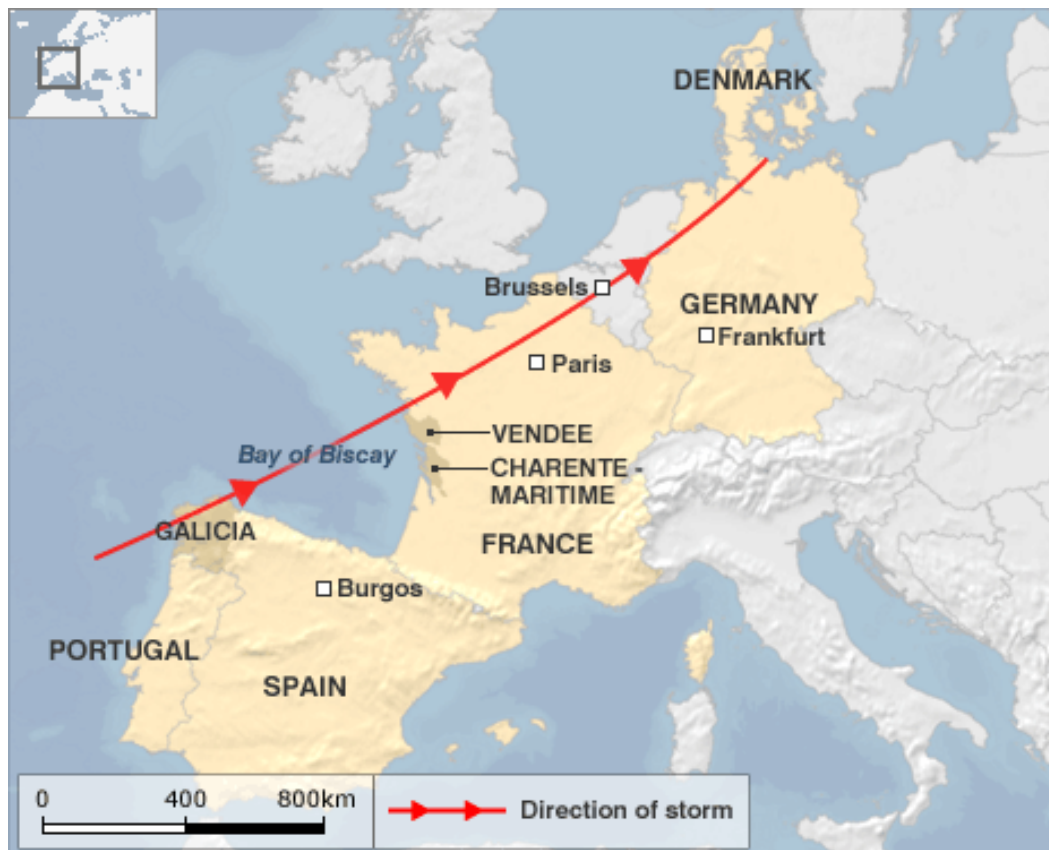 DENMARK
Brussels
GERMANY
Frankfurt
Paris
VENDEE
Bay of Biscay
CHARENTE -
MARITIME
GALICIA
FRANCE
Burgos
PORTUGAL
SPAIN
0 400 800km
Direction of storm